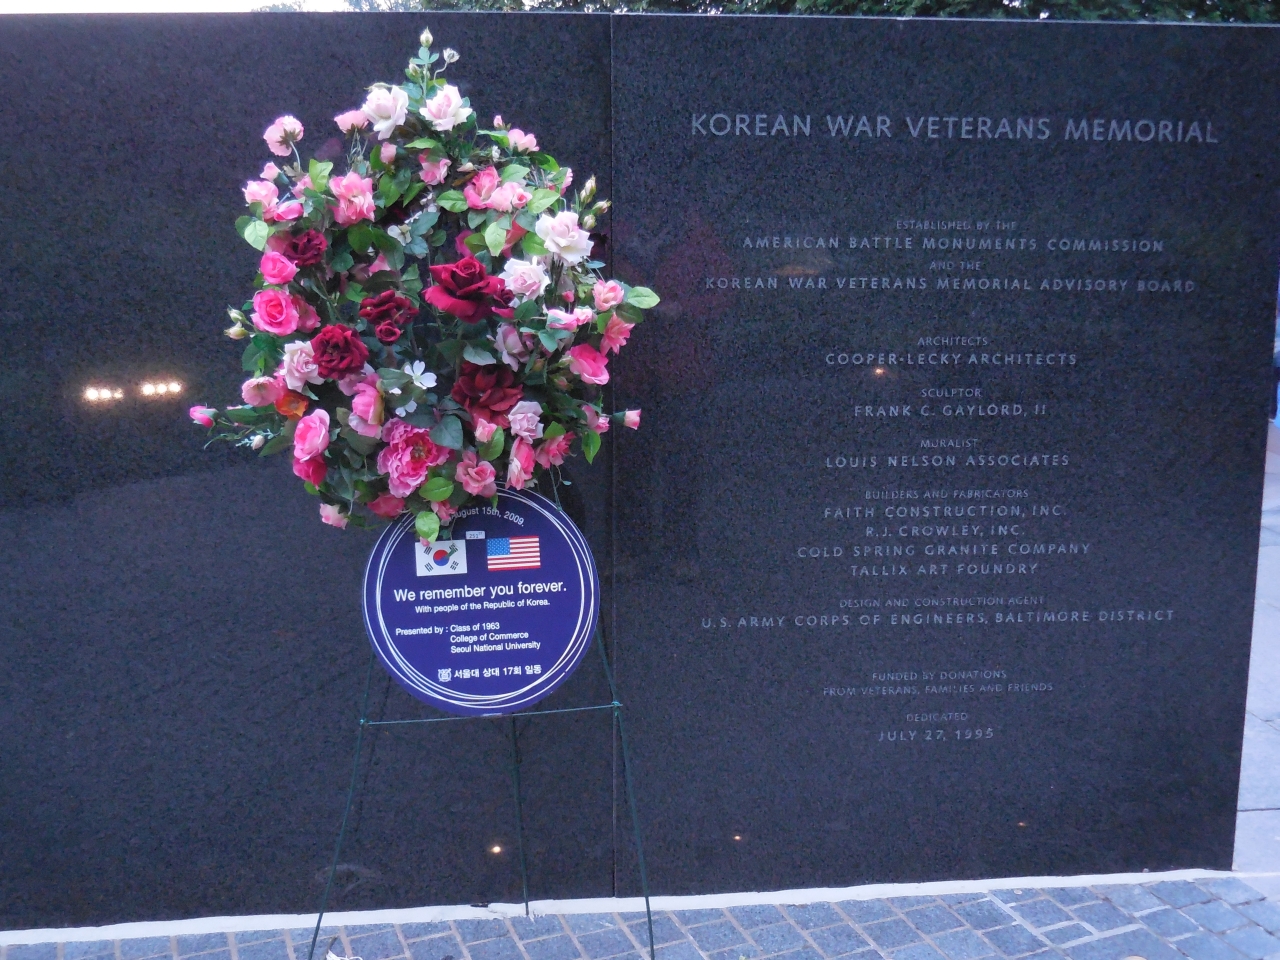 August 15th, 2009.
We remember you forever.
With people of the Republic of Korea.
Presented by : Class of 1963
College of Commerce
Seoul National University
서울대 상대 17회 일동
KOREAN WAR VETERANS MEMORIAL
ESTABLISHED BY THE
AMERICAN BATTLE MONUMENTS COMMISSION
AND THE
KOREAN WAR VETERANS MEMORIAL ADVISORY BOARD
ARCHITECTS
COOPER-LECKY ARCHITECTS
SCULPTOR
FRANK C. GAYLORD, II
MURALIST
LOUIS NELSON ASSOCIATES
BUILDERS AND FABRICATORS
FAITH CONSTRUCTION, INC.
R.J. CROWLEY, INC.
COLD SPRING GRANITE COMPANY
TALLIX ART FOUNDRY
DESIGN AND CONSTRUCTION AGENT
U.S. ARMY CORPS OF ENGINEERS, BALTIMORE DISTRICT
FUNDED BY DONATIONS
FROM VETERANS, FAMILIES AND FRIENDS
DEDICATED
JULY 27, 1995